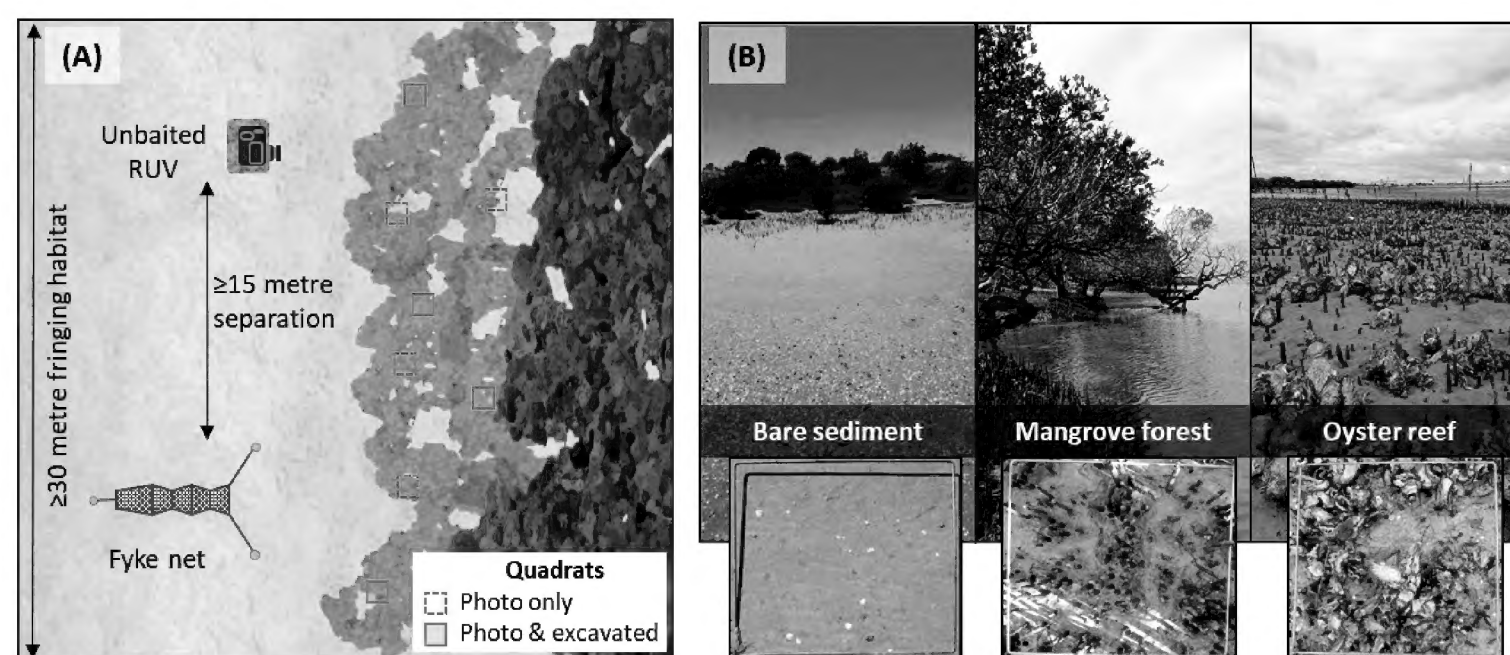 (A)
Unbaited
RUV
≥30 metre fringing habitat
≥15 metre
separation
Fyke net
Quadrats
Photo only
Photo & excavated
(B)
Bare sediment
Mangrove forest
Oyster reef